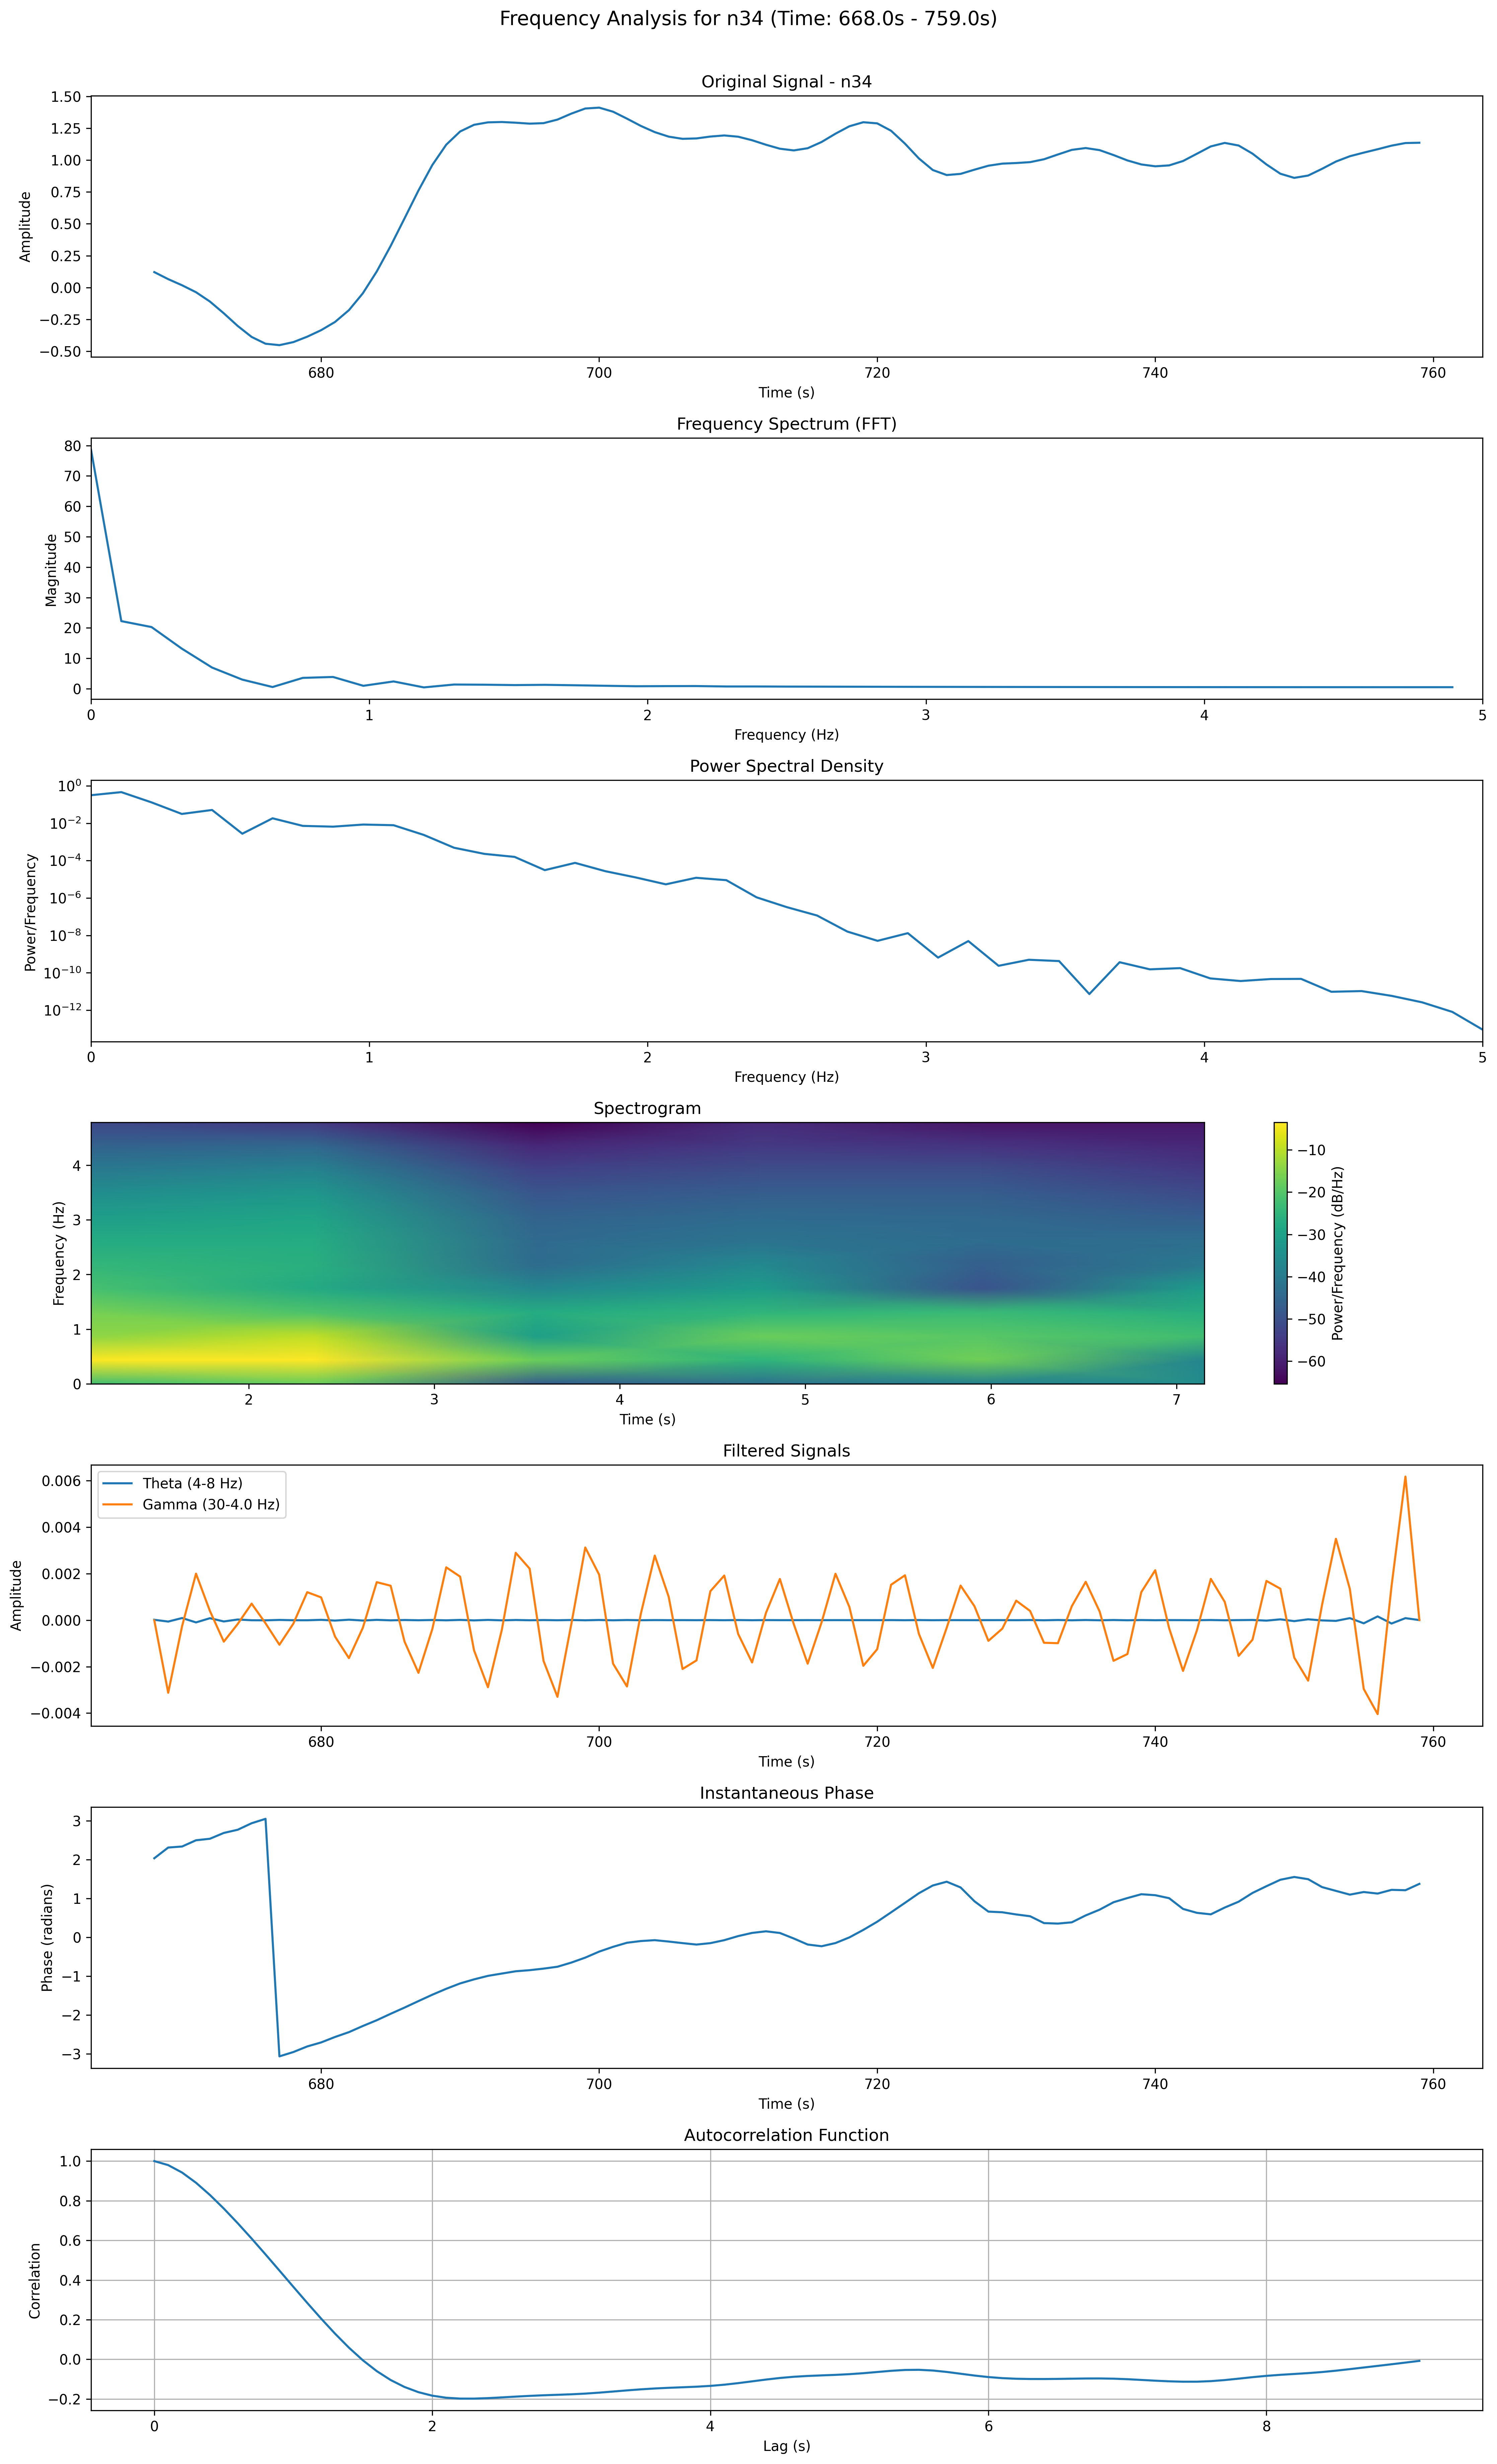 Frequency Analysis for n34 (Time: 668.0s - 759.0s)
Original Signal - n34
Amplitude
1.50
1.25
1.00
0.75
0.50
0.25
0.00
−0.25
−0.50
680 700 720 740 760
Time (s)
Frequency Spectrum (FFT)
Magnitude
80
70
60
50
40
30
20
10
0
0 1 2 3 4 5
Frequency (Hz)
Power Spectral Density
Power/Frequency
10⁰
10⁻²
10⁻⁴
10⁻⁶
10⁻⁸
10⁻¹⁰
10⁻¹²
0 1 2 3 4 5
Frequency (Hz)
Spectrogram
Frequency (Hz)
4
3
2
1
0
2 3 4 5 6 7
Time (s)
−10
−20
−30
−40
−50
−60
Power/Frequency (dB/Hz)
Filtered Signals
Theta (4-8 Hz)
Gamma (30-4.0 Hz)
Amplitude
0.006
0.004
0.002
0.000
−0.002
−0.004
680 700 720 740 760
Time (s)
Instantaneous Phase
Phase (radians)
3
2
1
0
−1
−2
−3
680 700 720 740 760
Time (s)
Autocorrelation Function
Correlation
1.0
0.8
0.6
0.4
0.2
0.0
−0.2
0 2 4 6 8
Lag (s)